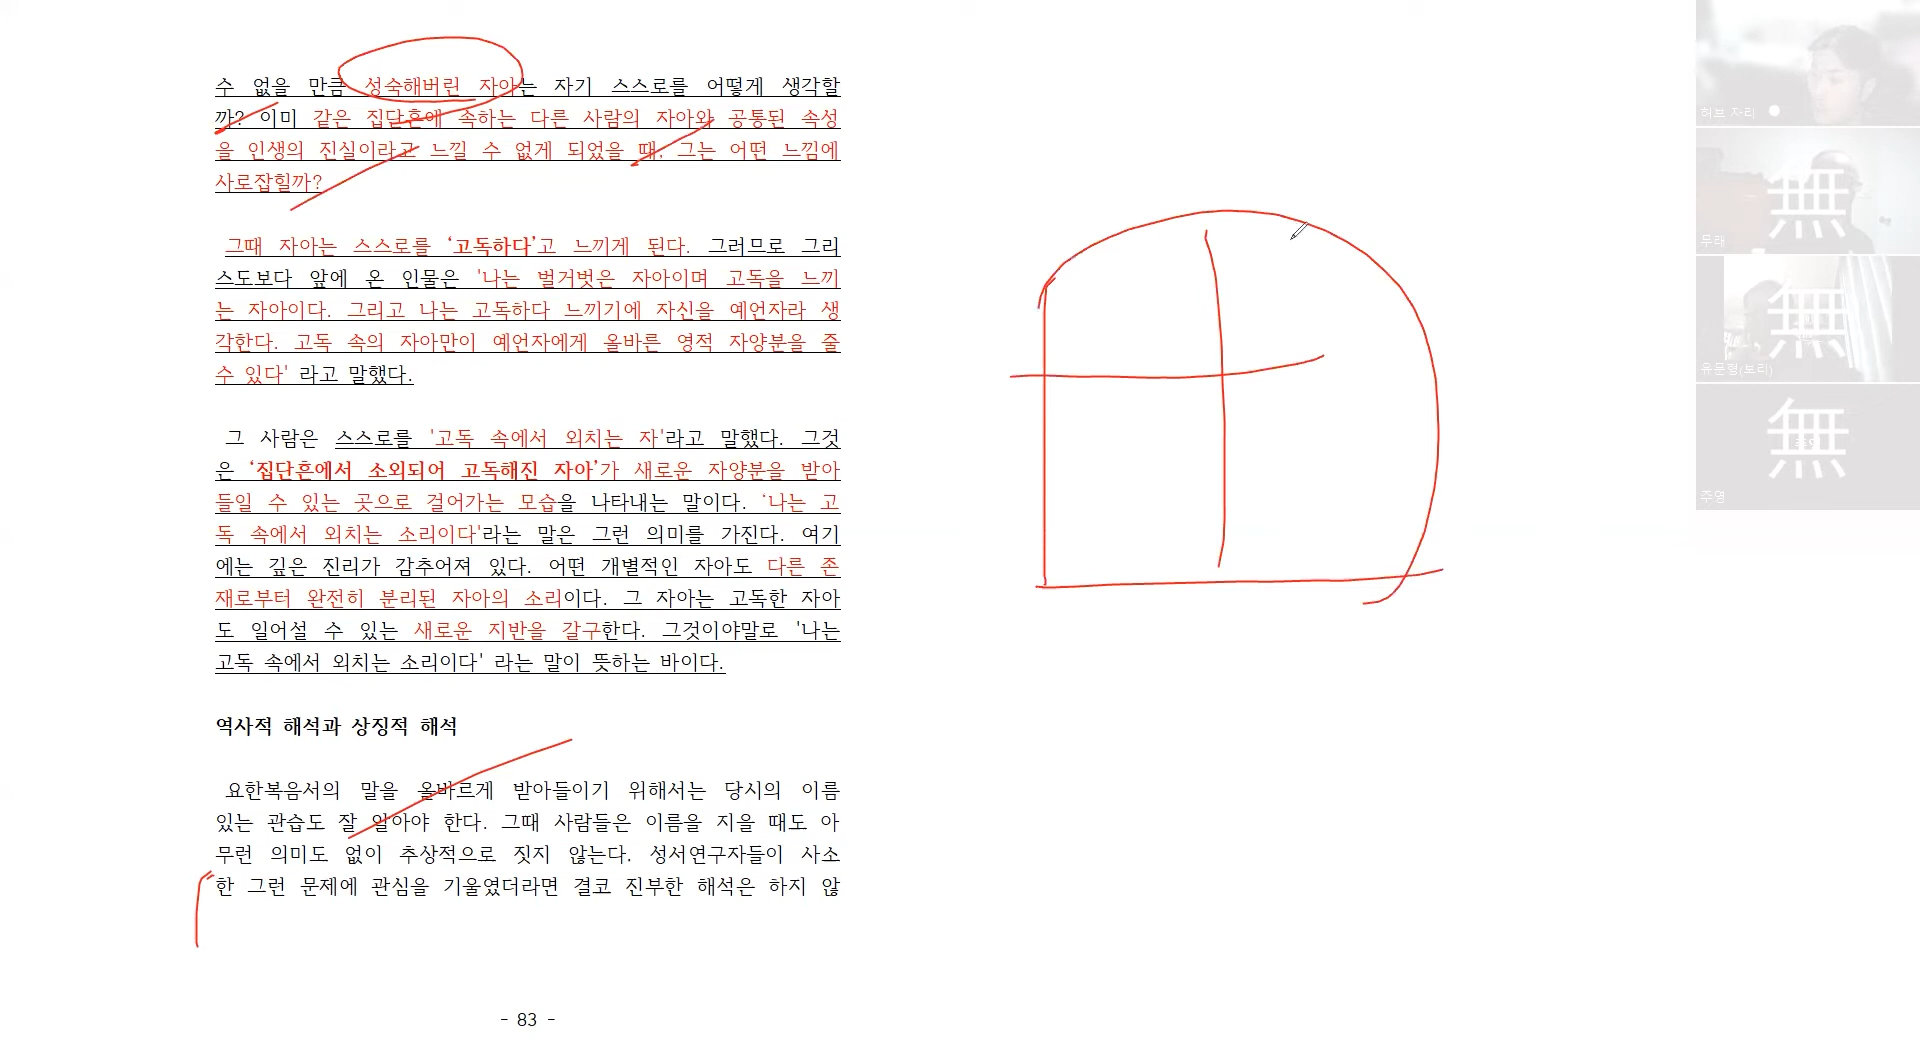 수 없을 만큼 성숙해버린 자아는 자기 스스로를 어떻게 생각할
까? 이미 같은 집단혼에 속하는 다른 사람의 자아와 공통된 속성
을 인생의 진실이라고 느낄 수 없게 되었을 때, 그는 어떤 느낌에
사로잡힐까?
그때 자아는 스스로를 ‘고독하다’고 느끼게 된다. 그러므로 그리
스도보다 앞에 온 인물은 '나는 벌거벗은 자아이며 고독을 느끼
는 자아이다. 그리고 나는 고독하다 느끼기에 자신을 예언자라 생
각한다. 고독 속의 자아만이 예언자에게 올바른 영적 자양분을 줄
수 있다' 라고 말했다.
그 사람은 스스로를 '고독 속에서 외치는 자'라고 말했다. 그것
은 ‘집단혼에서 소외되어 고독해진 자아’가 새로운 자양분을 받아
들일 수 있는 곳으로 걸어가는 모습을 나타내는 말이다. ‘나는 고
독 속에서 외치는 소리이다'라는 말은 그런 의미를 가진다. 여기
에는 깊은 진리가 감추어져 있다. 어떤 개별적인 자아도 다른 존
재로부터 완전히 분리된 자아의 소리이다. 그 자아는 고독한 자아
도 일어설 수 있는 새로운 지반을 갈구한다. 그것이야말로 '나는
고독 속에서 외치는 소리이다' 라는 말이 뜻하는 바이다.
역사적 해석과 상징적 해석
요한복음서의 말을 올바르게 받아들이기 위해서는 당시의 이름
있는 관습도 잘 알아야 한다. 그때 사람들은 이름을 지을 때도 아
무런 의미도 없이 추상적으로 짓지 않는다. 성서연구자들이 사소
한 그런 문제에 관심을 기울였더라면 결코 진부한 해석은 하지 않
- 83 -
허브 자리
無
두래
無
유문형(보리)
無
주영